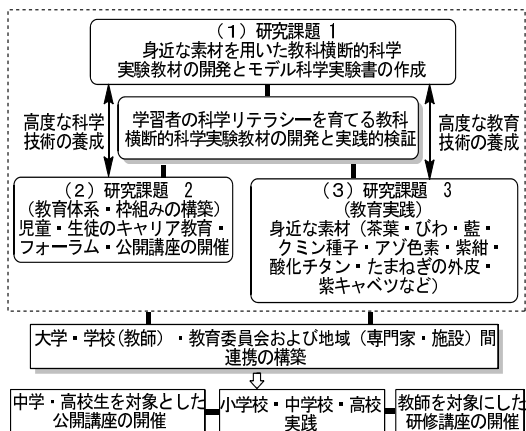 (1)研究課題 1
身近な素材を用いた教科横断的科学
実験教材の開発とモデル科学実験書の作成
高度な科学
技術の養成
学習者の科学リテラシーを育てる教科
横断的科学実験教材の開発と実践的検証
高度な教育
技術の養成
(2)研究課題 2
(教育体系・枠組みの構築)
児童・生徒のキャリア教育・
フォーラム・公開講座の開催
(3)研究課題 3
(教育実践)
身近な素材(茶葉・びわ・藍・
クミン種子・アゾ色素・紫紺・
酸化チタン・たまねぎの外皮・
紫キャベツなど)
大学・学校(教師)・教育委員会および地域(専門家・施設)間
連携の構築
中学・高校生を対象とした
公開講座の開催
小学校・中学校・高校
実践
教師を対象にした
研修講座の開催